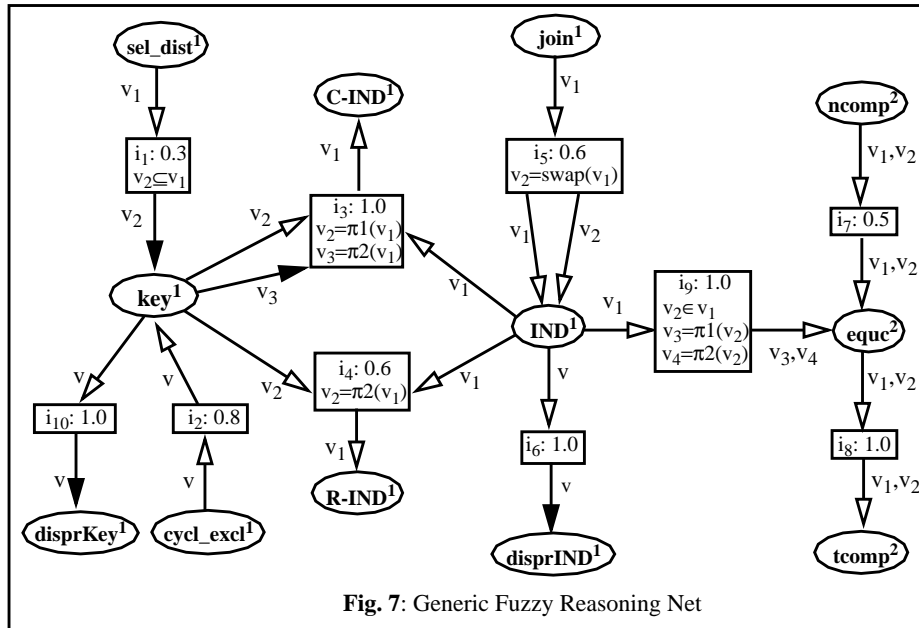 sel_dist¹
join¹
v₁
C-IND¹
v₁
ncomp²
i₁: 0.3
v₂⊆v₁
v₁
i₅: 0.6
v₂=swap(v₁)
v₁,v₂
v₂
v₂
i₃: 1.0
v₂=π1(v₁)
v₃=π2(v₁)
v₁
v₂
i₇: 0.5
key¹
v₃
v₁
IND¹
v₁
i₉: 1.0
v₂∈v₁
v₃=π1(v₂)
v₄=π2(v₂)
v₁,v₂
equc²
v₃,v₄
v
v
v₂
i₄: 0.6
v₂=π2(v₁)
v₁
v
v₁,v₂
i₁₀: 1.0
i₂: 0.8
v₁
i₆: 1.0
i₈: 1.0
v
v
R-IND¹
v
v₁,v₂
disprKey¹
cycl_excl¹
disprIND¹
tcomp²
Fig. 7: Generic Fuzzy Reasoning Net